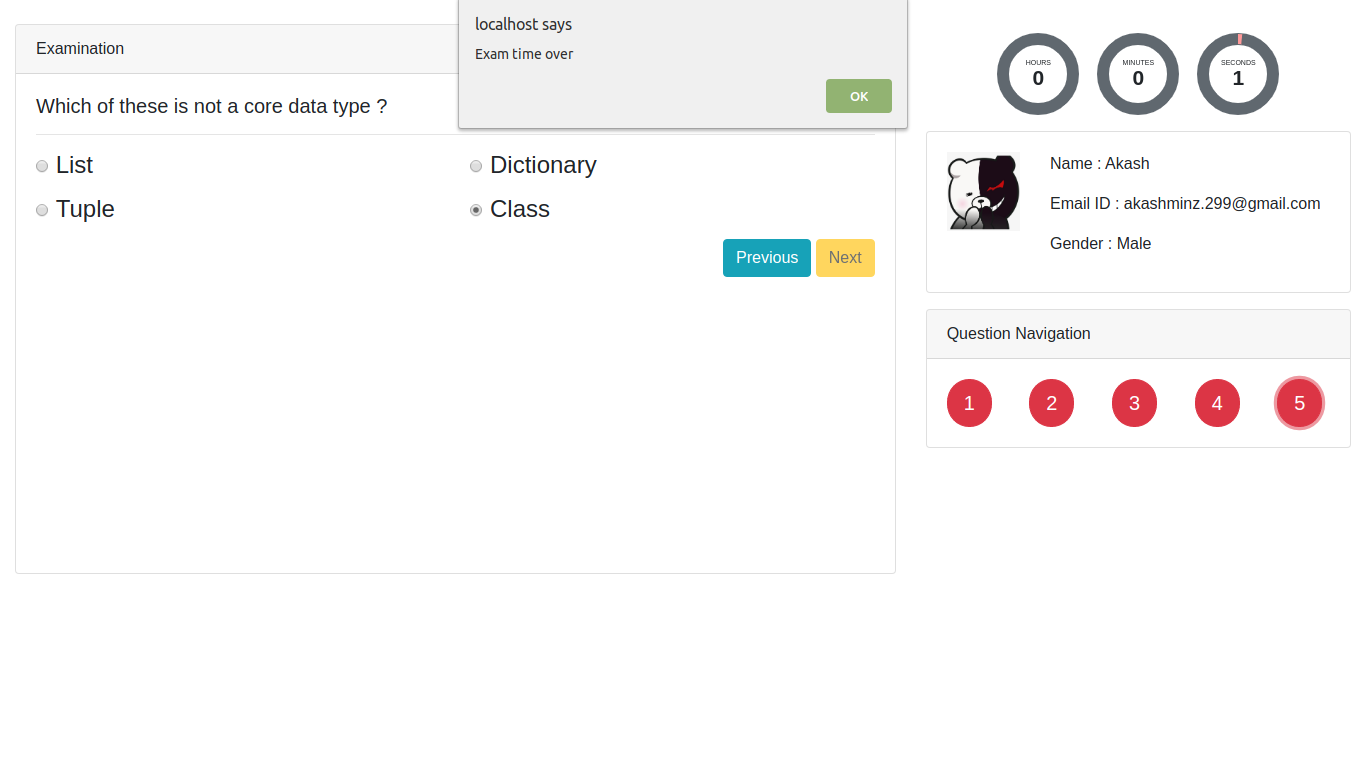 localhost says
Exam time over
OK
Examination
Which of these is not a core data type ?
List
Dictionary
Tuple
Class
Previous
Next
HOURS
0
MINUTES
0
SECONDS
1
Name : Akash
Email ID : akashminz.299@gmail.com
Gender : Male
Question Navigation
1 2 3 4 5